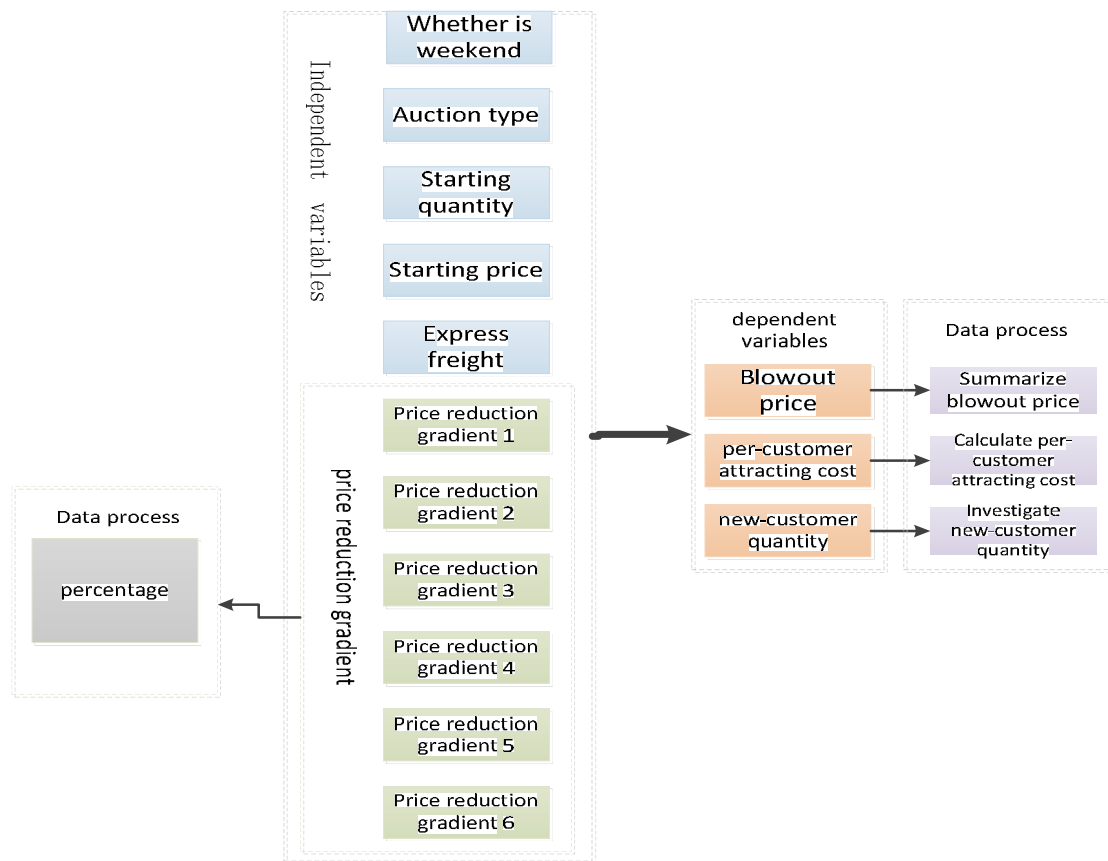 Independent variables
Whether is
weekend
Auction type
Starting
quantity
Starting price
Express
freight
price reduction gradient
Price reduction
gradient 1
Price reduction
gradient 2
Price reduction
gradient 3
Price reduction
gradient 4
Price reduction
gradient 5
Price reduction
gradient 6
Data process
percentage
dependent
variables
Blowout
price
per-customer
attracting cost
new-customer
quantity
Data process
Summarize
blowout price
Calculate per-
customer
attracting cost
Investigate
new-customer
quantity